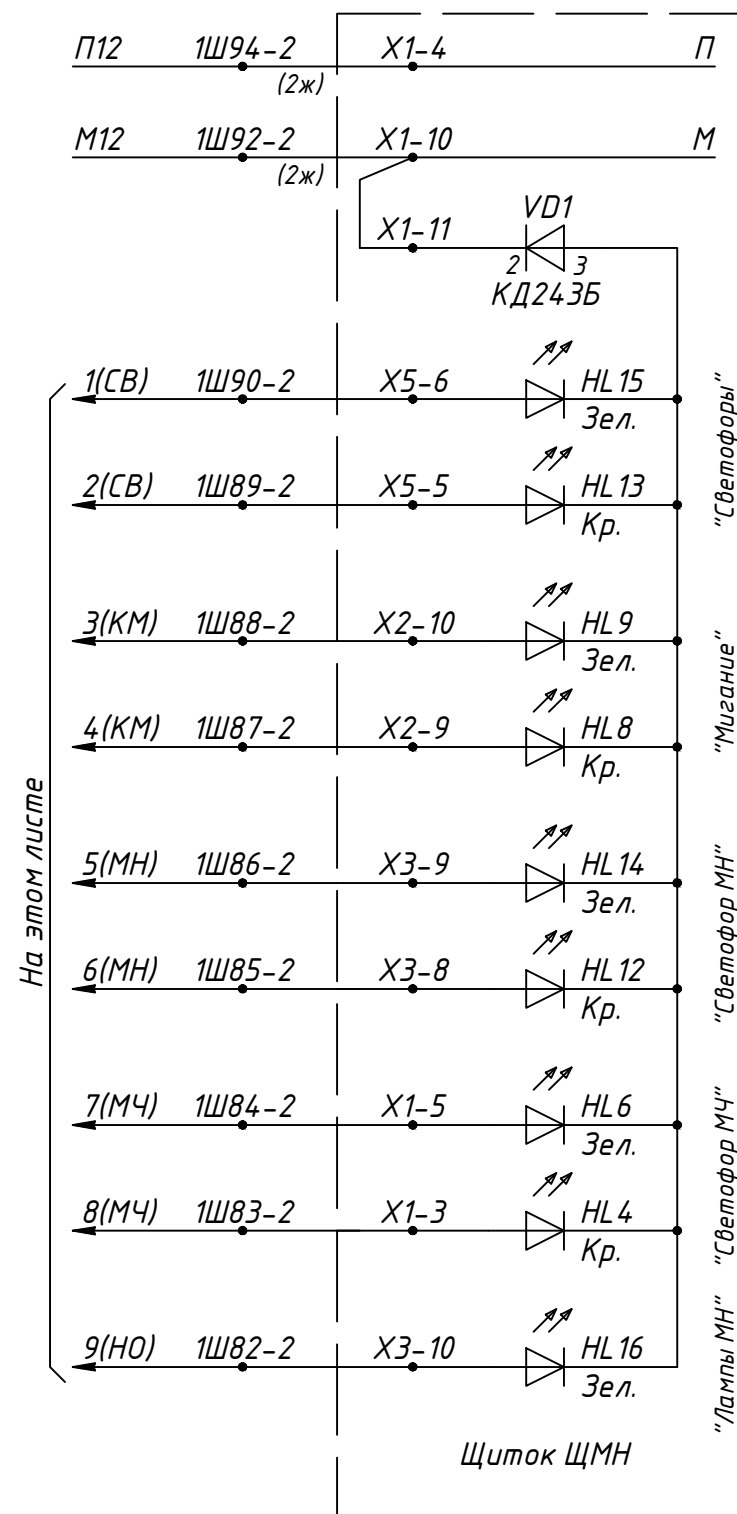 П12 1Ш94-2 Х1-4 П
(2ж)
М12 1Ш92-2 Х1-10 М
(2ж)
VD1
Х1-11
2 3
КД243Б
1(СВ) 1Ш90-2 Х5-6 HL15
Зел.
2(СВ) 1Ш89-2 Х5-5 HL13
Кр.
"Светофоры"
3(КМ) 1Ш88-2 Х2-10 HL9
Зел.
4(КМ) 1Ш87-2 Х2-9 HL8
Кр.
"Мигание"
5(МН) 1Ш86-2 Х3-9 HL14
Зел.
6(МН) 1Ш85-2 Х3-8 HL12
Кр.
"Светофор МН"
7(МЧ) 1Ш84-2 Х1-5 HL6
Зел.
8(МЧ) 1Ш83-2 Х1-3 HL4
Кр.
"Светофор МЧ"
9(НО) 1Ш82-2 Х3-10 HL16
Зел.
"Лампы МН"
На этом листе
Щиток ЩМН